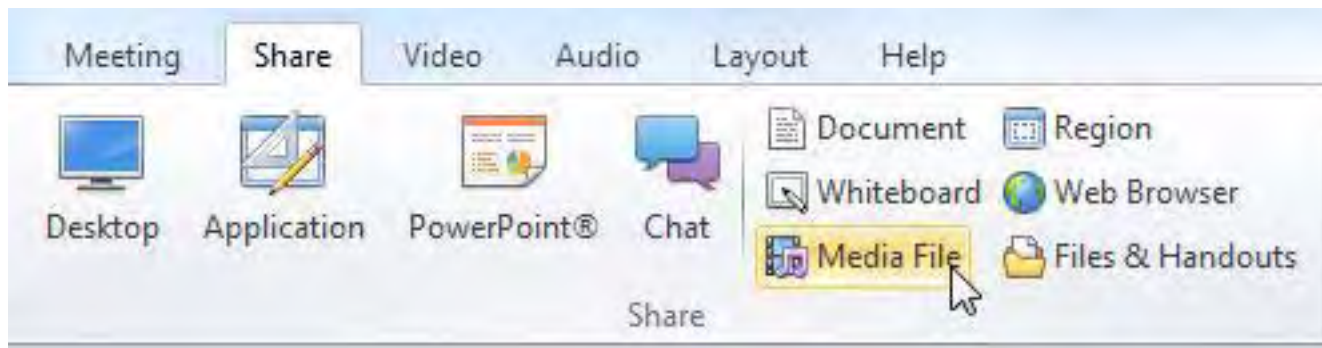 Meeting Share Video Audio Layout Help
Desktop Application PowerPoint® Chat
Document Region
Whiteboard Web Browser
Media File Files & Handouts
Share